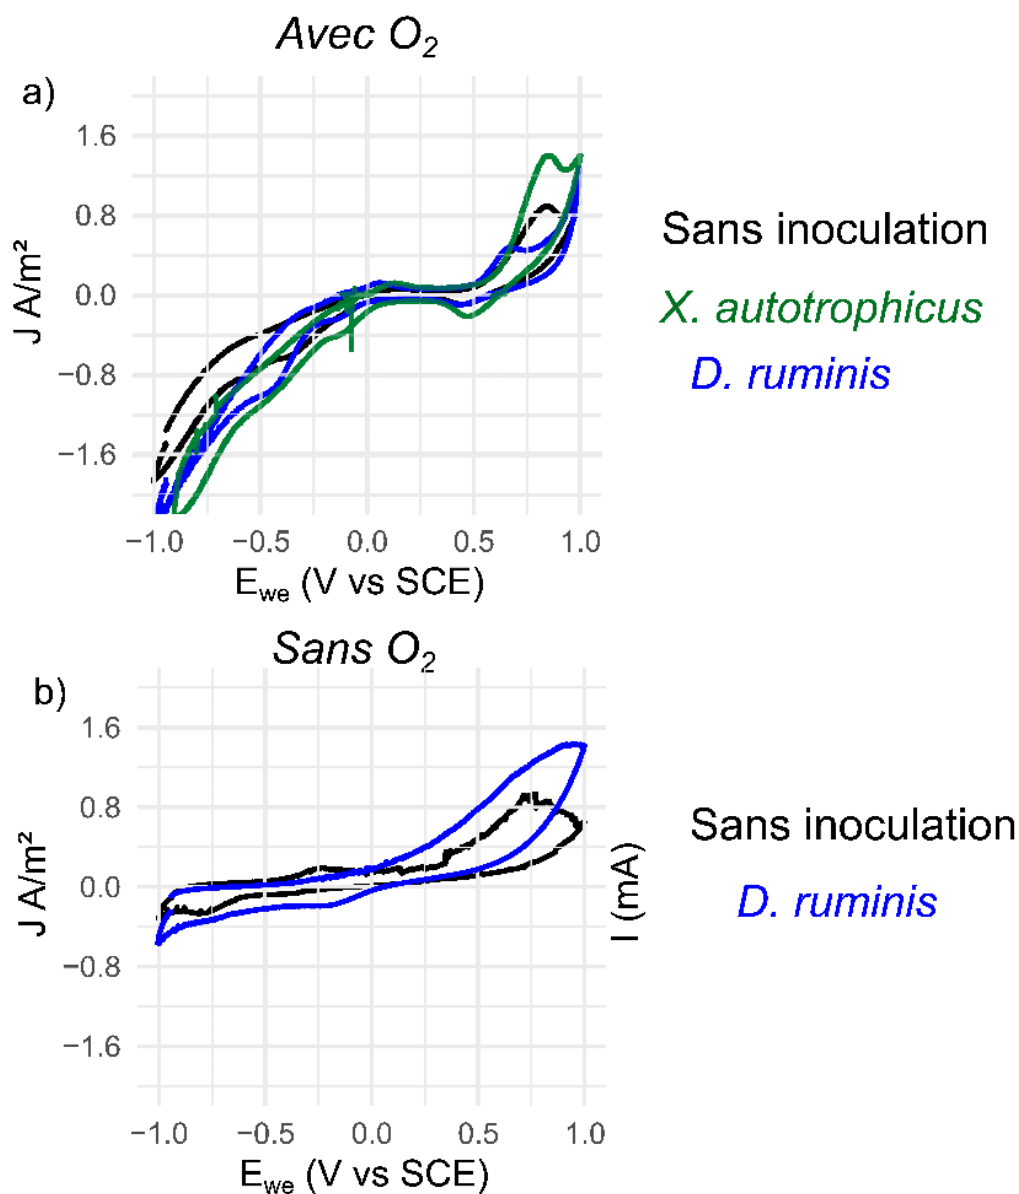 Avec O₂
a)
1.6
0.8
0.0
−0.8
−1.6
J A/m²
−1.0 −0.5 0.0 0.5 1.0
E_we (V vs SCE)
Sans inoculation
X. autotrophicus
D. ruminis
Sans O₂
b)
1.6
0.8
0.0
−0.8
−1.6
J A/m²
I (mA)
−1.0 −0.5 0.0 0.5 1.0
E_we (V vs SCE)
Sans inoculation
D. ruminis